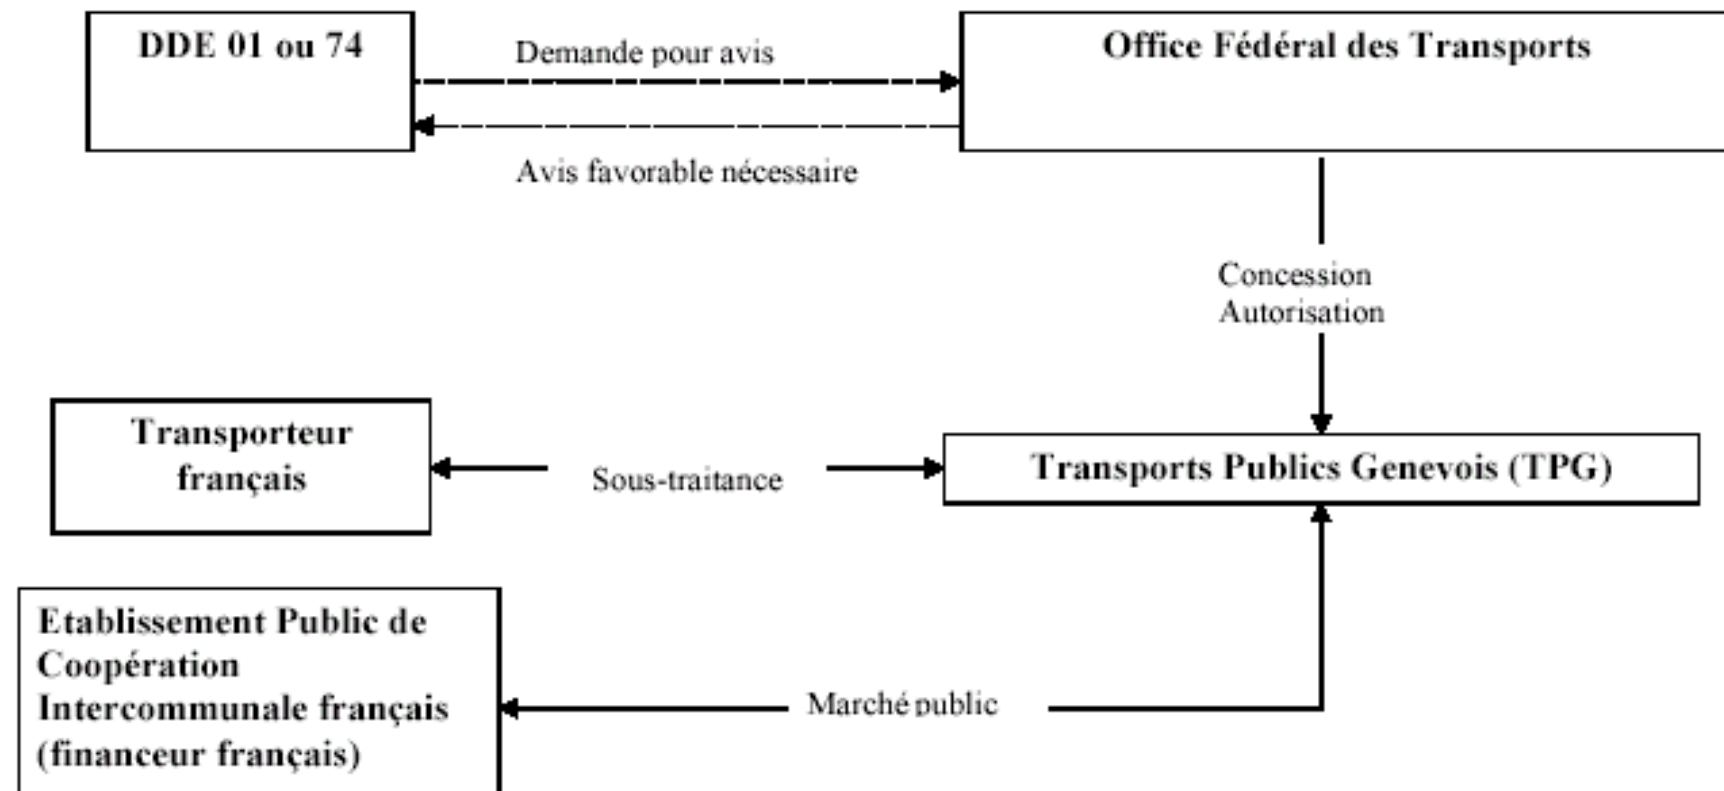 DDE 01 ou 74
Demande pour avis
Office Fédéral des Transports
Avis favorable nécessaire
Concession
Autorisation
Transporteur
français
Sous-traitance
Transports Publics Genevois (TPG)
Etablissement Public de
Coopération
Intercommunale français
(financeur français)
Marché public